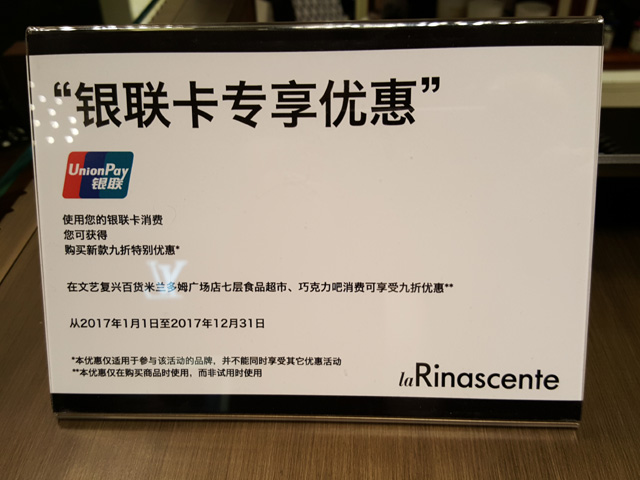 “银联卡专享优惠”
UnionPay
银联
使用您的银联卡消费
您可获得
购买新款九折特别优惠*
在文艺复兴百货米兰多姆广场店七层食品超市、巧克力吧消费可享受九折优惠**
从2017年1月1日至2017年12月31日
*本优惠仅适用于参与该活动的品牌，并不能同时享受其它优惠活动
**本优惠仅在购买商品时使用，而非试用时使用
la Rinascente